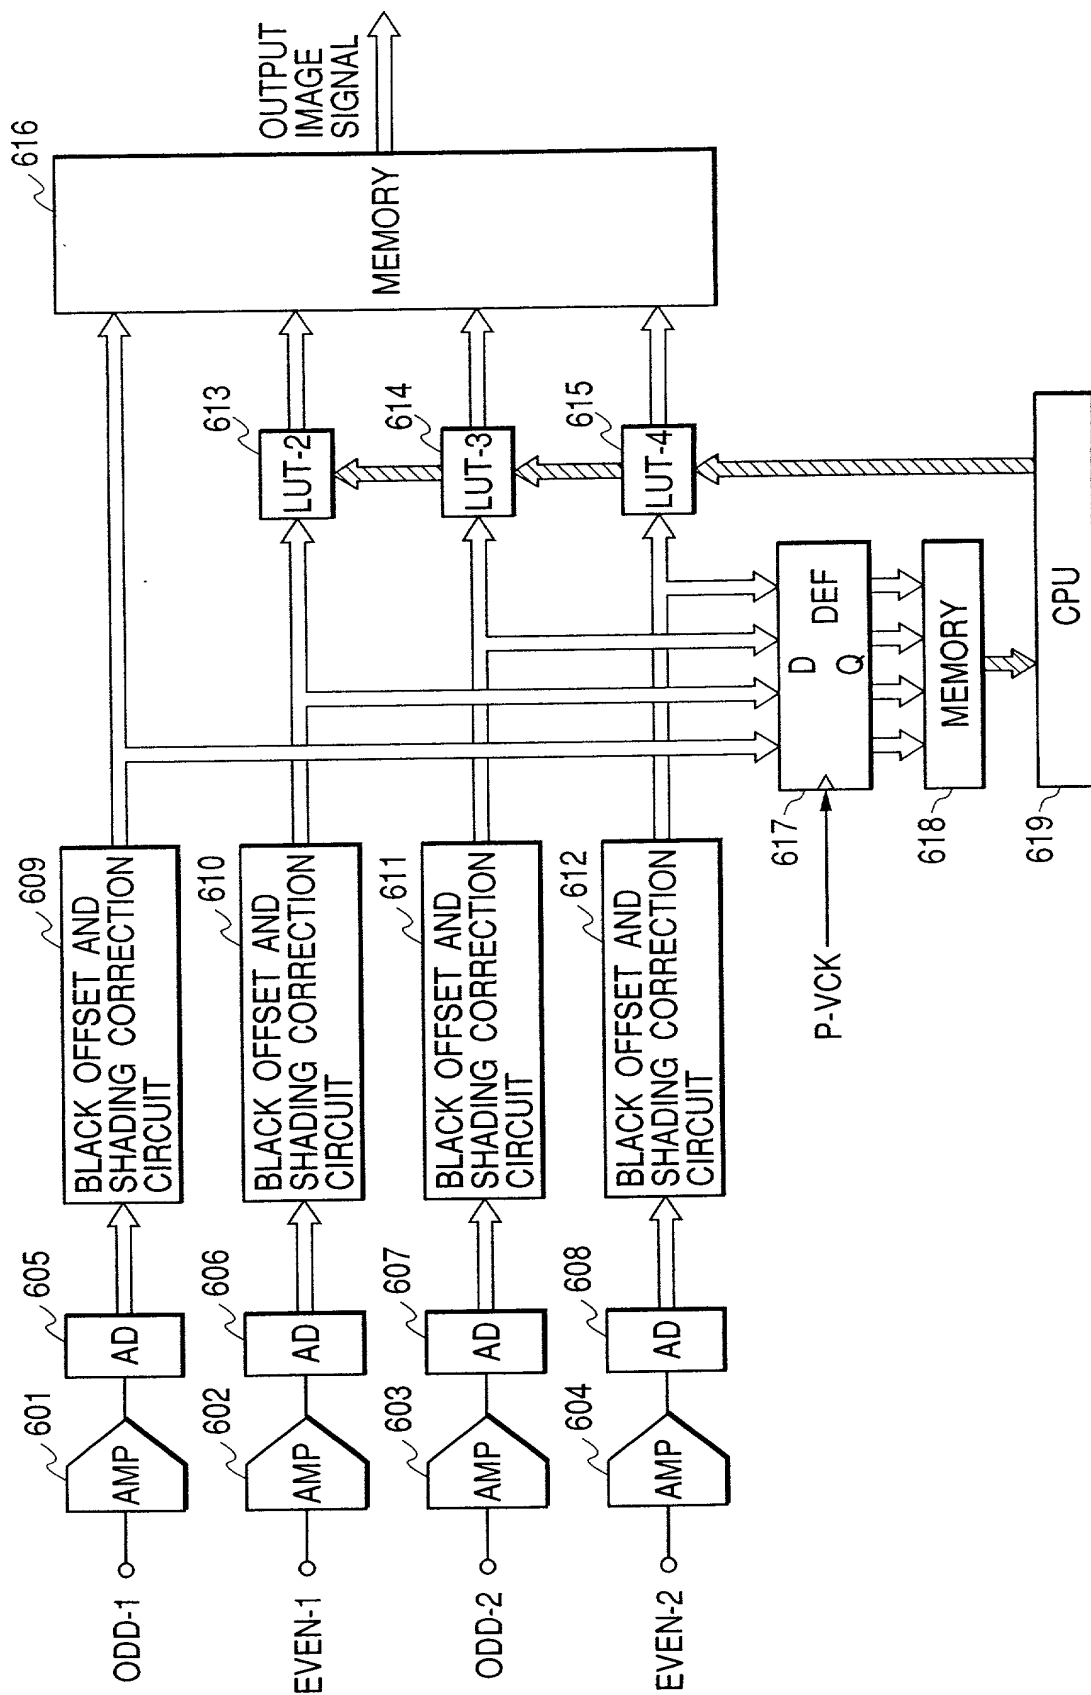 ODD-1
601
AMP
605
AD
609
BLACK OFFSET AND
SHADING CORRECTION
CIRCUIT
EVEN-1
602
AMP
606
AD
610
BLACK OFFSET AND
SHADING CORRECTION
CIRCUIT
613
LUT-2
ODD-2
603
AMP
607
AD
611
BLACK OFFSET AND
SHADING CORRECTION
CIRCUIT
614
LUT-3
EVEN-2
604
AMP
608
AD
612
BLACK OFFSET AND
SHADING CORRECTION
CIRCUIT
615
LUT-4
616
MEMORY
OUTPUT
IMAGE
SIGNAL
P-VCK
617
D
DEF
Q
618
MEMORY
619
CPU